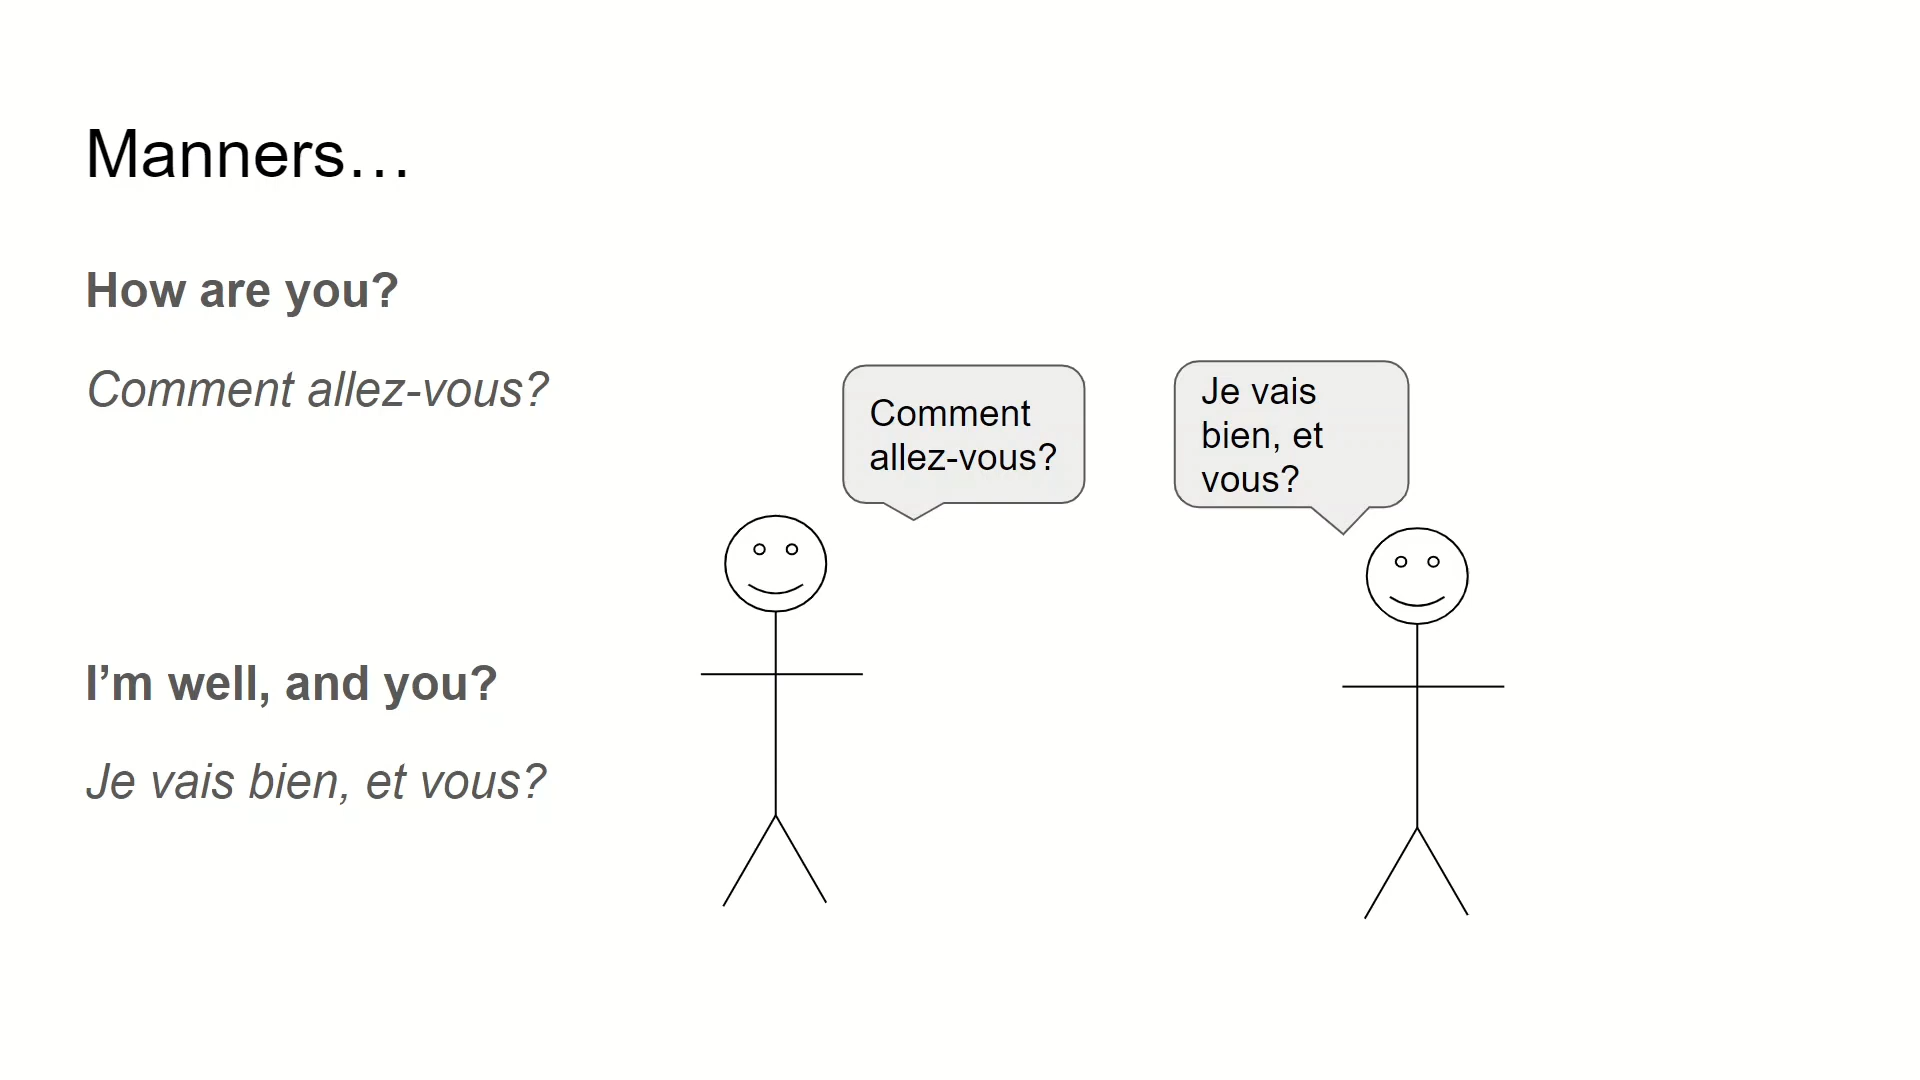 Manners…
How are you?
Comment allez-vous?
I’m well, and you?
Je vais bien, et vous?
Comment
allez-vous?
Je vais
bien, et
vous?